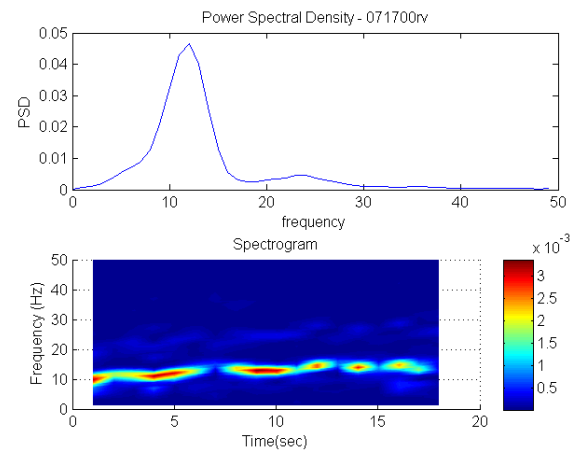 Power Spectral Density - 071700rv
0.05
0.04
0.03
0.02
0.01
0
PSD
0 10 20 30 40 50
frequency
Spectrogram
50
40
30
20
10
0
Frequency (Hz)
0 5 10 15 20
Time(sec)
x 10⁻³
3
2.5
2
1.5
1
0.5